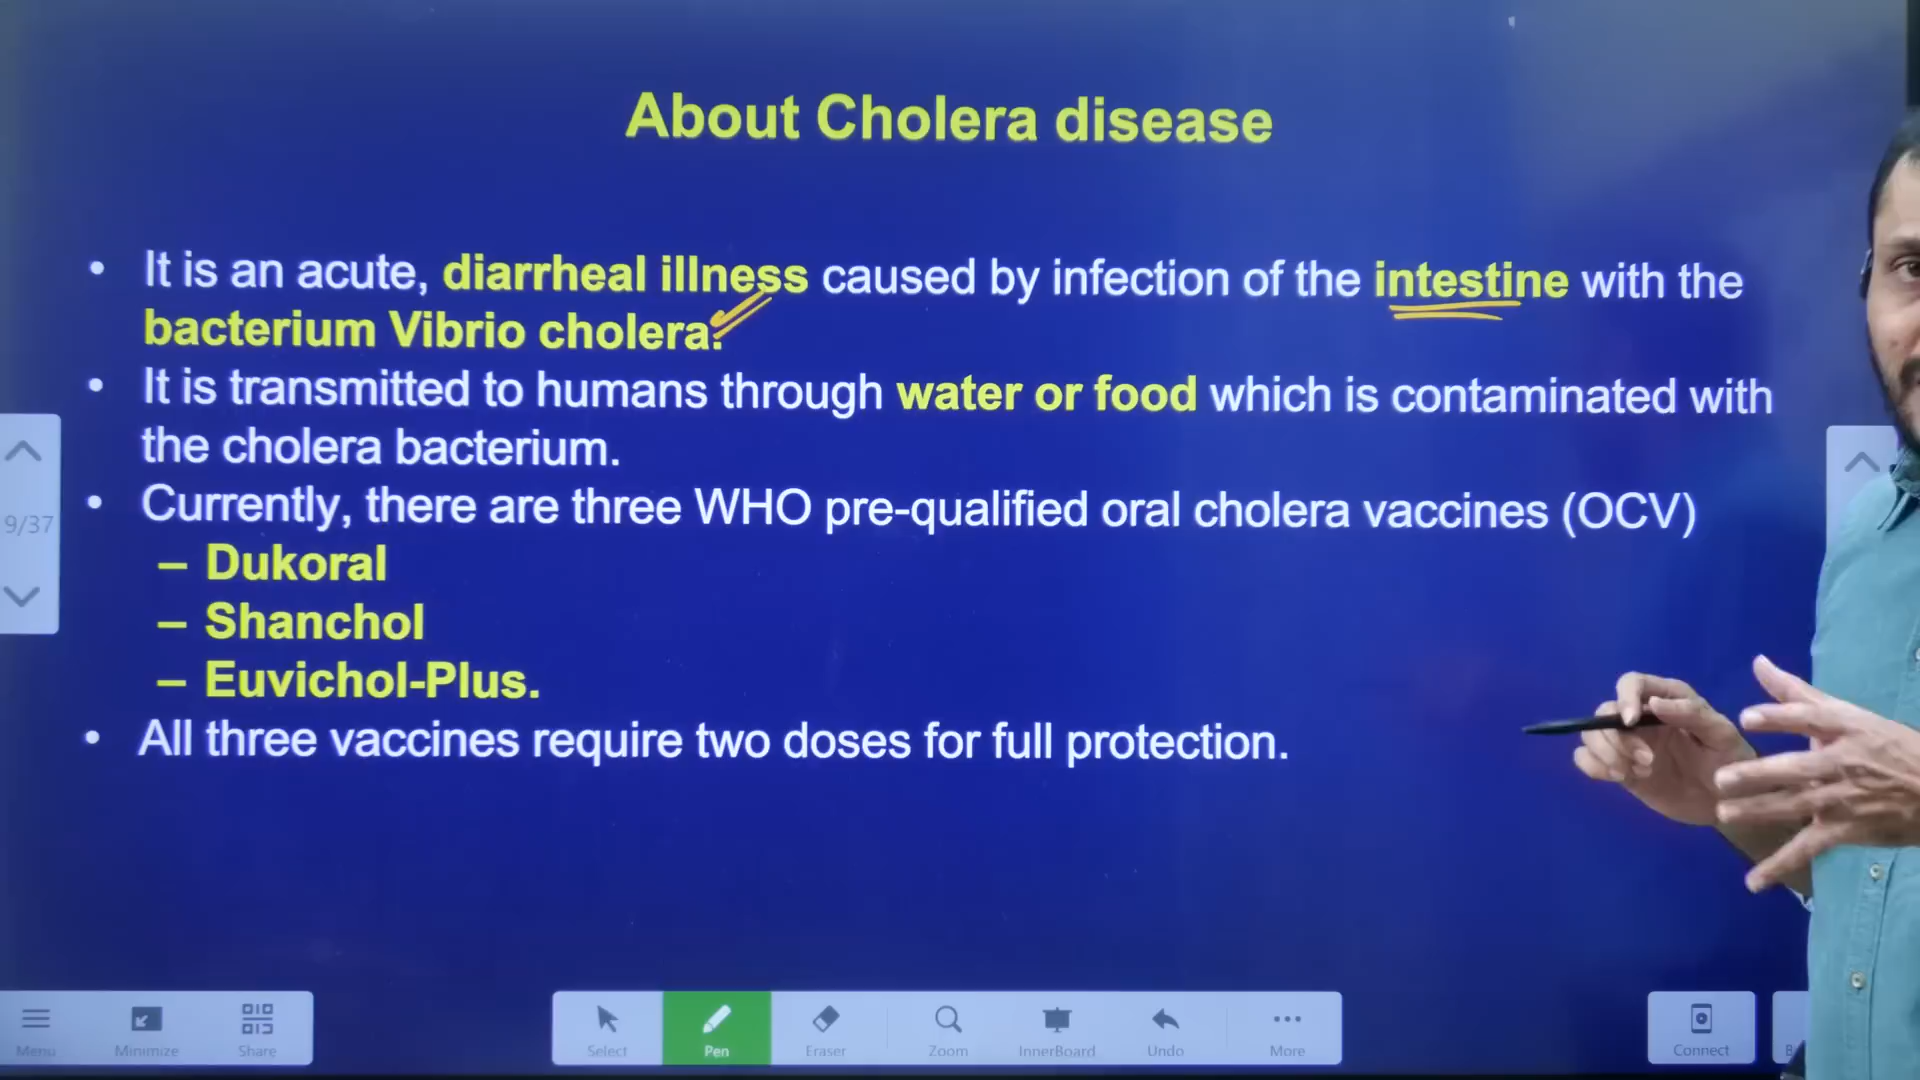 About Cholera disease
• It is an acute, diarrheal illness caused by infection of the intestine with the
bacterium Vibrio cholera.
• It is transmitted to humans through water or food which is contaminated with
the cholera bacterium.
• Currently, there are three WHO pre-qualified oral cholera vaccines (OCV)
– Dukoral
– Shanchol
– Euvichol-Plus.
• All three vaccines require two doses for full protection.
9/37
Menu Minimize Share Select Pen Eraser Zoom InnerBoard Undo More Connect